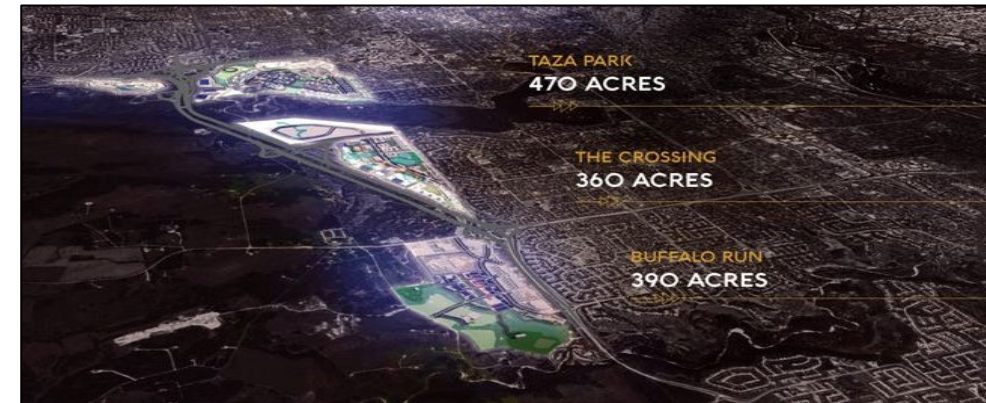 TAZA PARK
470 ACRES
THE CROSSING
360 ACRES
BUFFALO RUN
390 ACRES